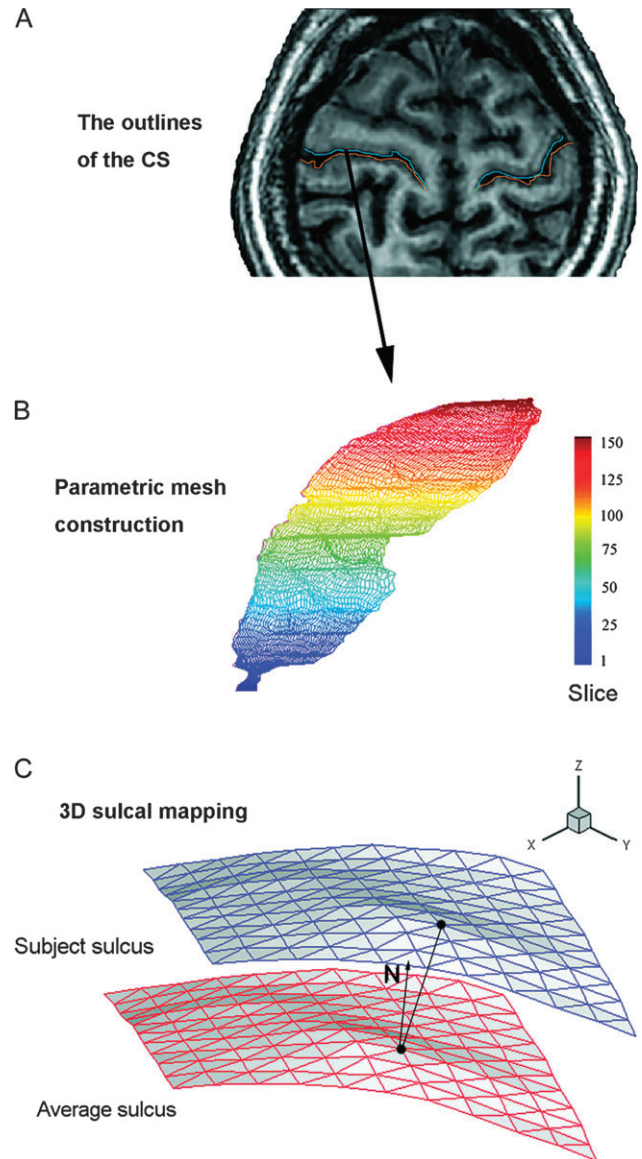 A
The outlines
of the CS
B
Parametric mesh
construction
150
125
100
75
50
25
1
Slice
C
3D sulcal mapping
Z
X
Y
Subject sulcus
N
Average sulcus